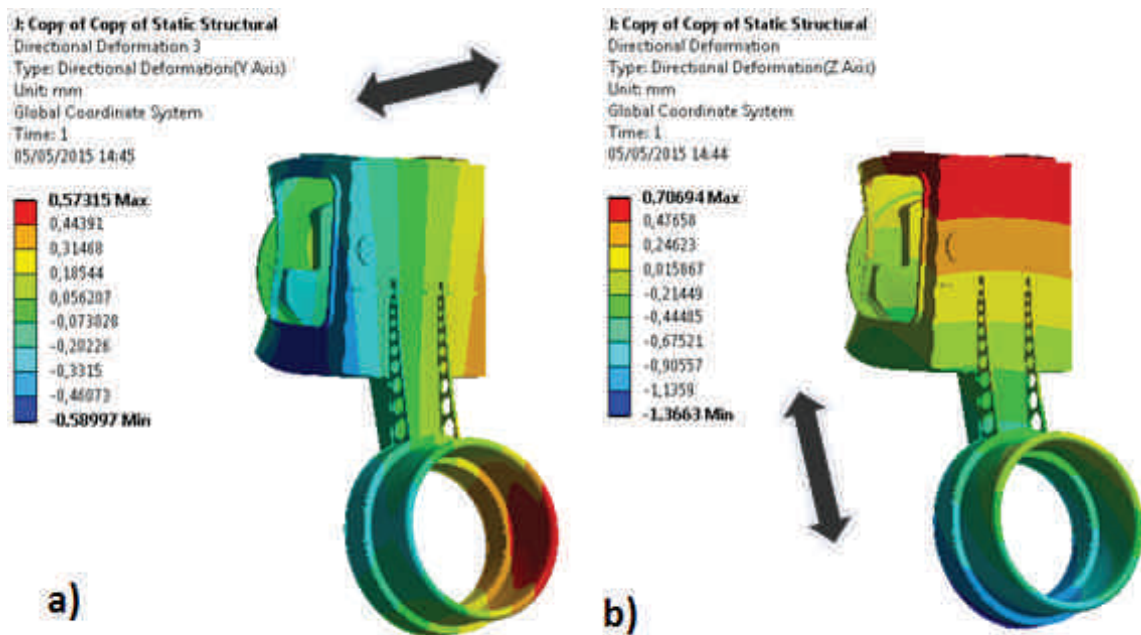 J: Copy of Copy of Static Structural
Directional Deformation 3
Type: Directional Deformation(Y Axis)
Unit: mm
Global Coordinate System
Time: 1
05/05/2015 14:45
0,57315 Max
0,44391
0,31468
0,18544
0,056207
-0,073028
-0,20226
-0,3315
-0,46073
-0,58997 Min
a)
J: Copy of Copy of Static Structural
Directional Deformation
Type: Directional Deformation(Z Axis)
Unit: mm
Global Coordinate System
Time: 1
05/05/2015 14:44
0,70694 Max
0,47658
0,24623
0,015867
-0,21449
-0,44485
-0,67521
-0,90557
-1,1359
-1,3663 Min
b)